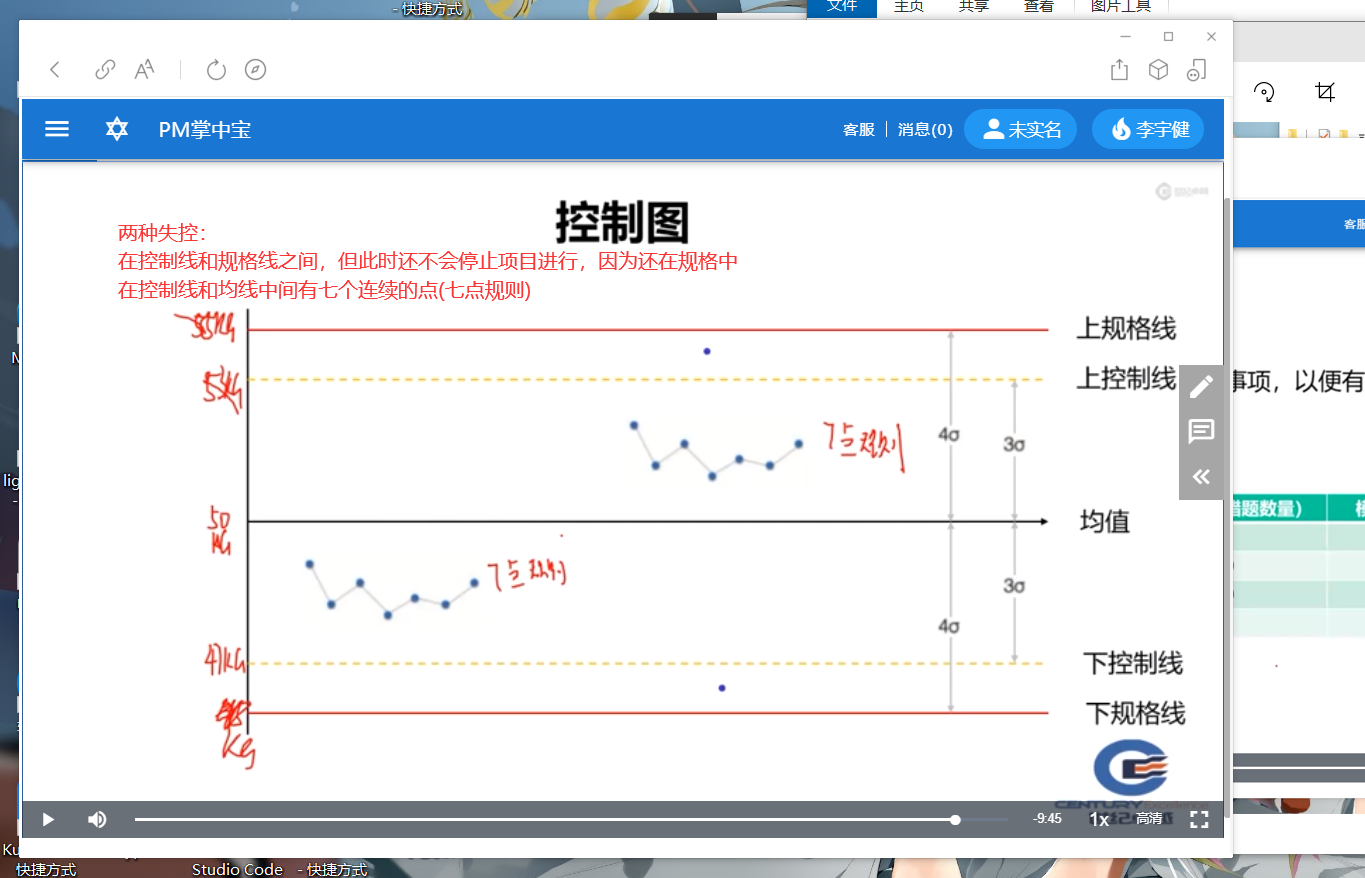 - 快捷方式
文件 主页 共享 查看 图片工具
PM掌中宝
客服 消息(0) 未实名 李宇健
客服
控制图
两种失控：
在控制线和规格线之间，但此时还不会停止项目进行，因为还在规格中
在控制线和均线中间有七个连续的点(七点规则)
上规格线
53KG
上控制线
事项，以便有
7点规则
4σ
3σ
错题数量）
50
KG
均值
7点规则
3σ
4σ
47KG
下控制线
下规格线
KG
CENTURY
-9:45
1x
高清
快捷方式
Studio Code
- 快捷方式